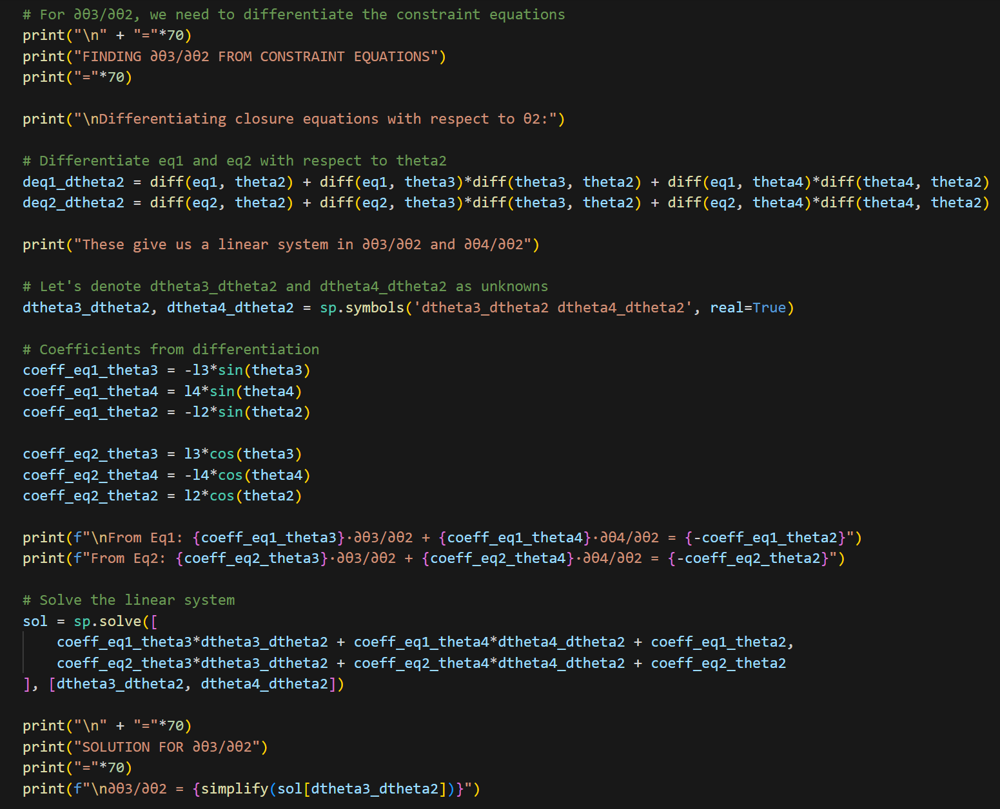 # For ∂θ3/∂θ2, we need to differentiate the constraint equations
print("\n" + "="*70)
print("FINDING ∂θ3/∂θ2 FROM CONSTRAINT EQUATIONS")
print("="*70)

print("\nDifferentiating closure equations with respect to θ2:")

# Differentiate eq1 and eq2 with respect to theta2
deq1_dtheta2 = diff(eq1, theta2) + diff(eq1, theta3)*diff(theta3, theta2) + diff(eq1, theta4)*diff(theta4, theta2)
deq2_dtheta2 = diff(eq2, theta2) + diff(eq2, theta3)*diff(theta3, theta2) + diff(eq2, theta4)*diff(theta4, theta2)

print("These give us a linear system in ∂θ3/∂θ2 and ∂θ4/∂θ2")

# Let's denote dtheta3_dtheta2 and dtheta4_dtheta2 as unknowns
dtheta3_dtheta2, dtheta4_dtheta2 = sp.symbols('dtheta3_dtheta2 dtheta4_dtheta2', real=True)

# Coefficients from differentiation
coeff_eq1_theta3 = -l3*sin(theta3)
coeff_eq1_theta4 = l4*sin(theta4)
coeff_eq1_theta2 = -l2*sin(theta2)

coeff_eq2_theta3 = l3*cos(theta3)
coeff_eq2_theta4 = -l4*cos(theta4)
coeff_eq2_theta2 = l2*cos(theta2)

print(f"\nFrom Eq1: {coeff_eq1_theta3}·∂θ3/∂θ2 + {coeff_eq1_theta4}·∂θ4/∂θ2 = {-coeff_eq1_theta2}")
print(f"From Eq2: {coeff_eq2_theta3}·∂θ3/∂θ2 + {coeff_eq2_theta4}·∂θ4/∂θ2 = {-coeff_eq2_theta2}")

# Solve the linear system
sol = sp.solve([
    coeff_eq1_theta3*dtheta3_dtheta2 + coeff_eq1_theta4*dtheta4_dtheta2 + coeff_eq1_theta2,
    coeff_eq2_theta3*dtheta3_dtheta2 + coeff_eq2_theta4*dtheta4_dtheta2 + coeff_eq2_theta2
], [dtheta3_dtheta2, dtheta4_dtheta2])

print("\n" + "="*70)
print("SOLUTION FOR ∂θ3/∂θ2")
print("="*70)
print(f"\n∂θ3/∂θ2 = {simplify(sol[dtheta3_dtheta2])}")